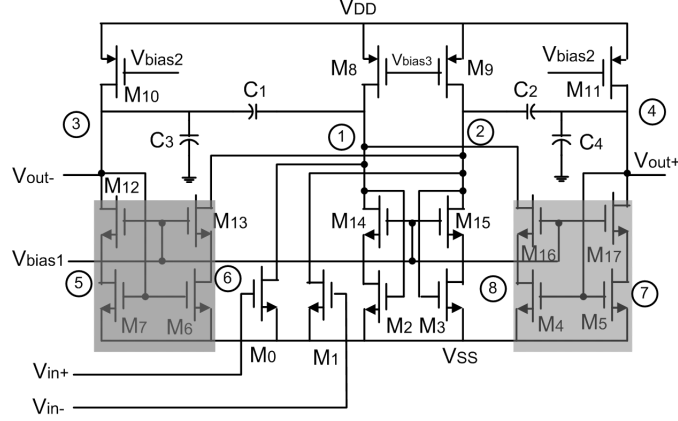 VDD
Vbias2
Vbias3
Vbias2
M8
M9
M10
M11
C1
C2
3
1
2
4
C3
C4
Vout-
Vout+
M12
M13
M14
M15
M16
M17
Vbias1
5
6
8
7
M7
M6
M2
M3
M4
M5
M0
M1
VSS
Vin+
Vin-